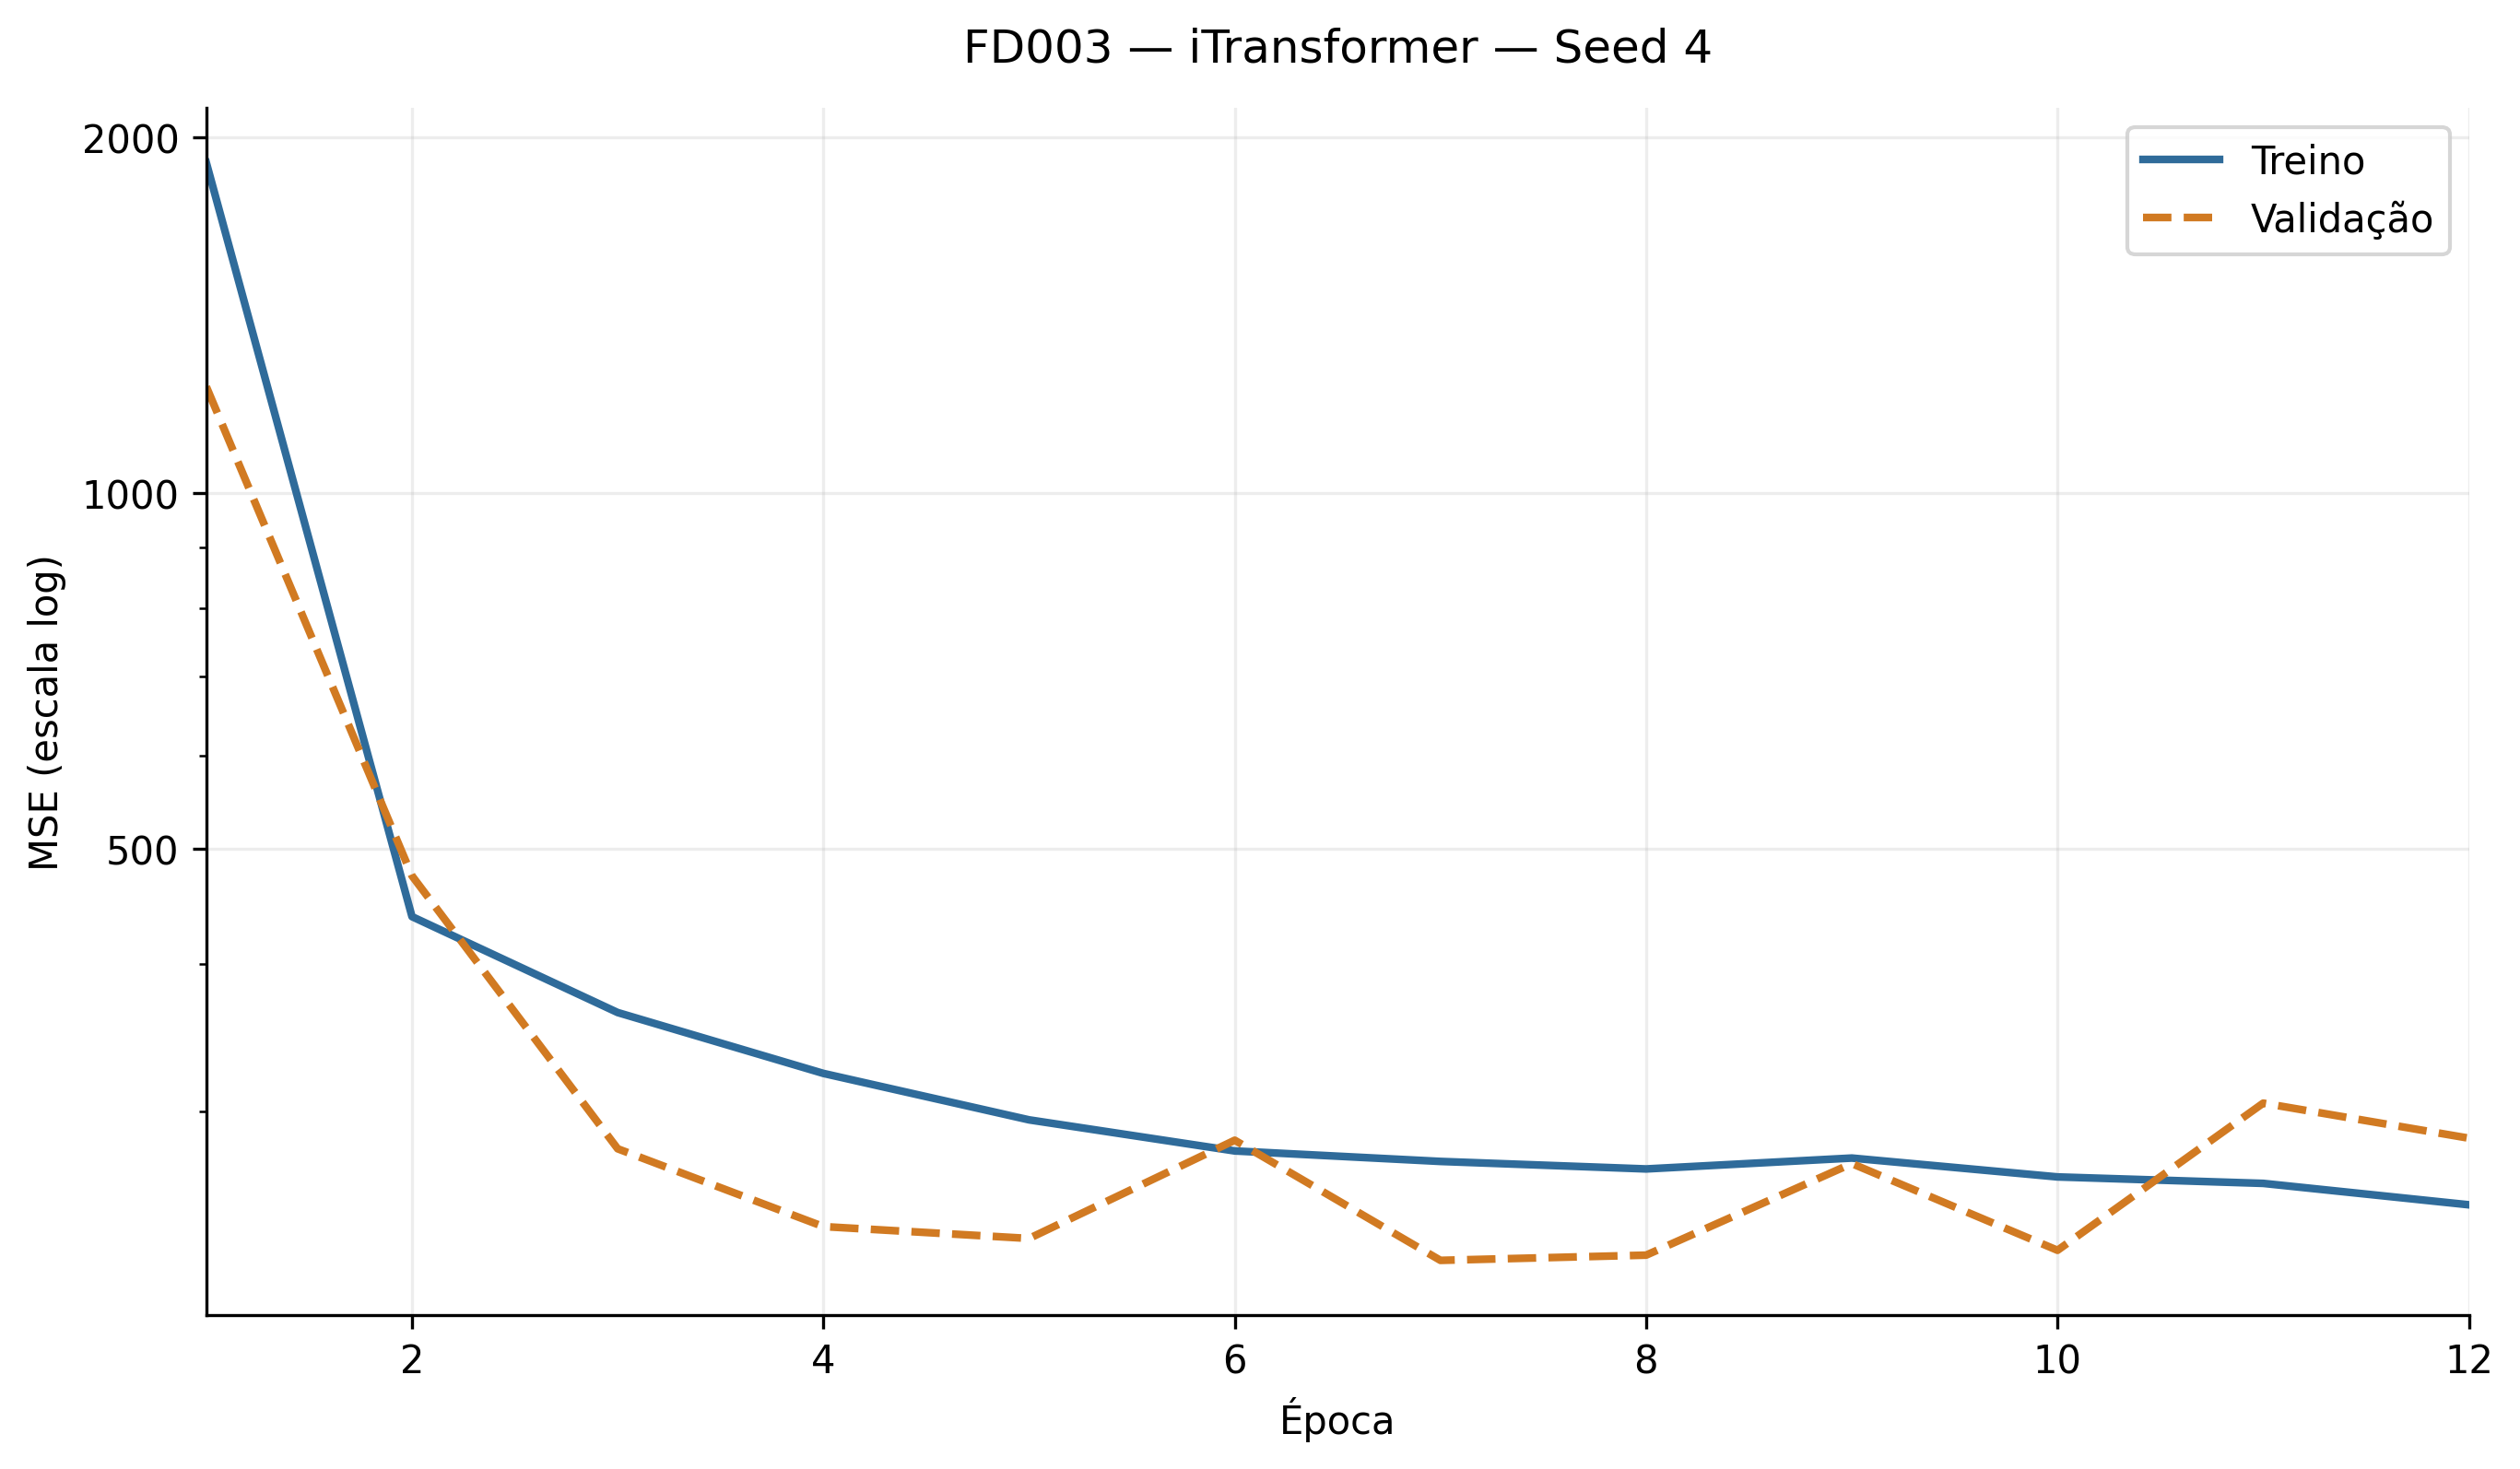 FD003 — iTransformer — Seed 4
Treino
Validação
MSE (escala log)
2000
1000
500
2 4 6 8 10 12
Época